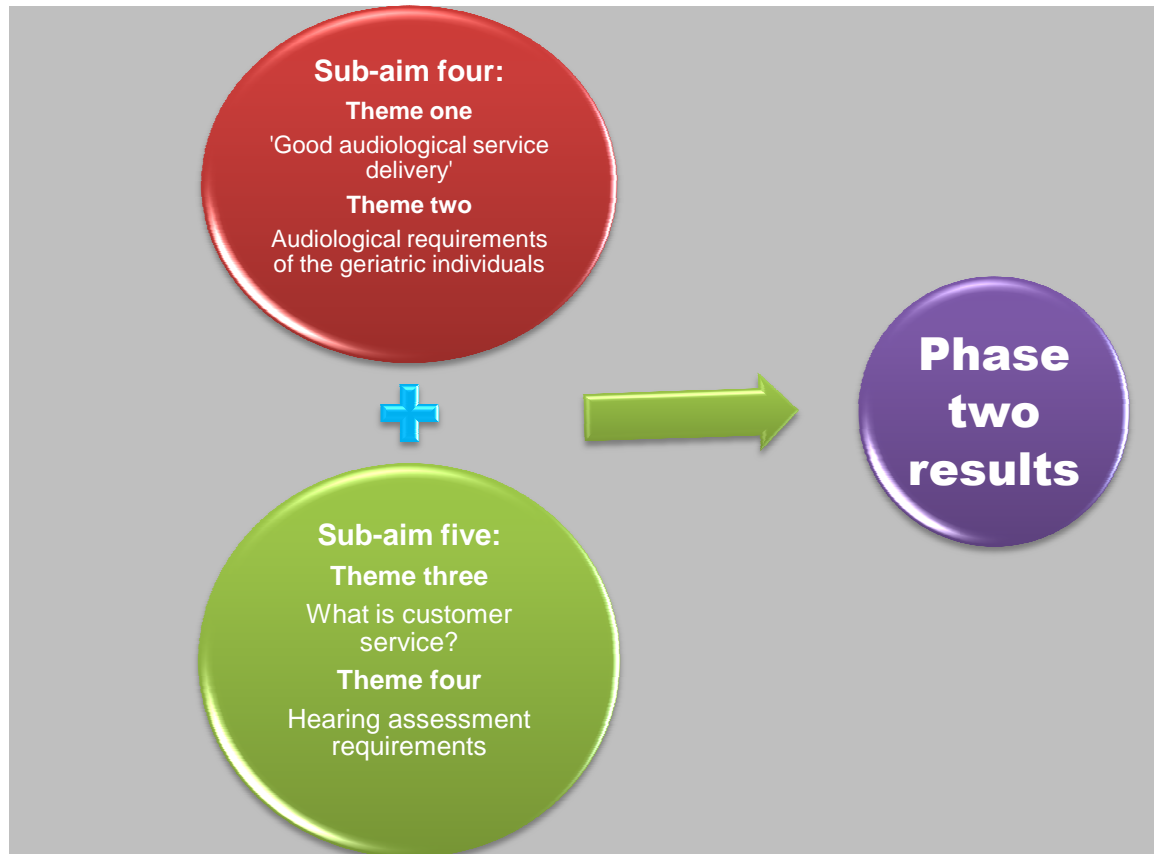 Sub-aim four:
Theme one
'Good audiological service
delivery'
Theme two
Audiological requirements
of the geriatric individuals
Sub-aim five:
Theme three
What is customer
service?
Theme four
Hearing assessment
requirements
Phase
two
results